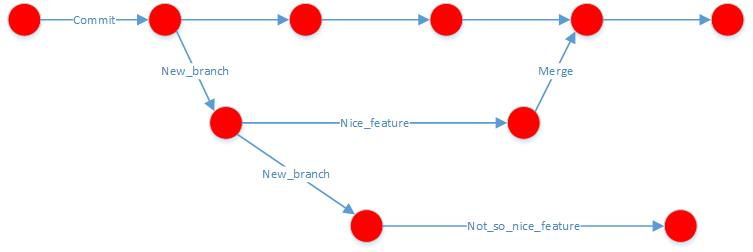 Commit
New_branch
Merge
Nice_feature
New_branch
Not_so_nice_feature